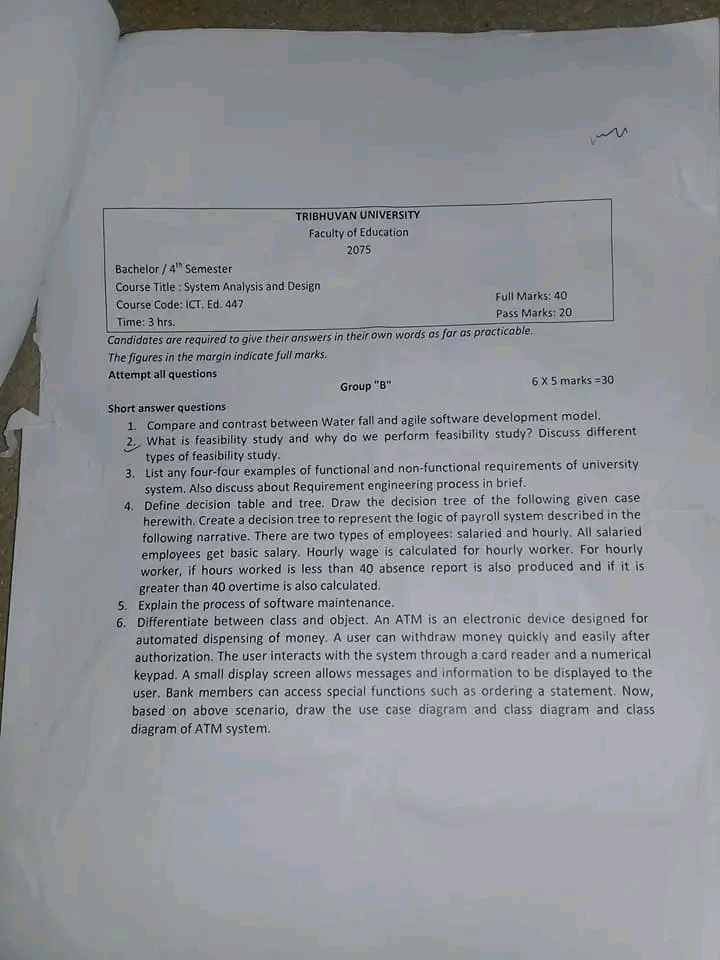 TRIBHUVAN UNIVERSITY
Faculty of Education
2075
Bachelor / 4th Semester
Course Title : System Analysis and Design
Course Code: ICT. Ed. 447
Full Marks: 40
Time: 3 hrs.
Pass Marks: 20
Candidates are required to give their answers in their own words as far as practicable.
The figures in the margin indicate full marks.
Attempt all questions
Group "B"
6 X 5 marks =30
Short answer questions
1. Compare and contrast between Water fall and agile software development model.
2. What is feasibility study and why do we perform feasibility study? Discuss different
types of feasibility study.
3. List any four-four examples of functional and non-functional requirements of university
system. Also discuss about Requirement engineering process in brief.
4. Define decision table and tree. Draw the decision tree of the following given case
herewith. Create a decision tree to represent the logic of payroll system described in the
following narrative. There are two types of employees: salaried and hourly. All salaried
employees get basic salary. Hourly wage is calculated for hourly worker. For hourly
worker, if hours worked is less than 40 absence report is also produced and if it is
greater than 40 overtime is also calculated.
5. Explain the process of software maintenance.
6. Differentiate between class and object. An ATM is an electronic device designed for
automated dispensing of money. A user can withdraw money quickly and easily after
authorization. The user interacts with the system through a card reader and a numerical
keypad. A small display screen allows messages and information to be displayed to the
user. Bank members can access special functions such as ordering a statement. Now,
based on above scenario, draw the use case diagram and class diagram and class
diagram of ATM system.